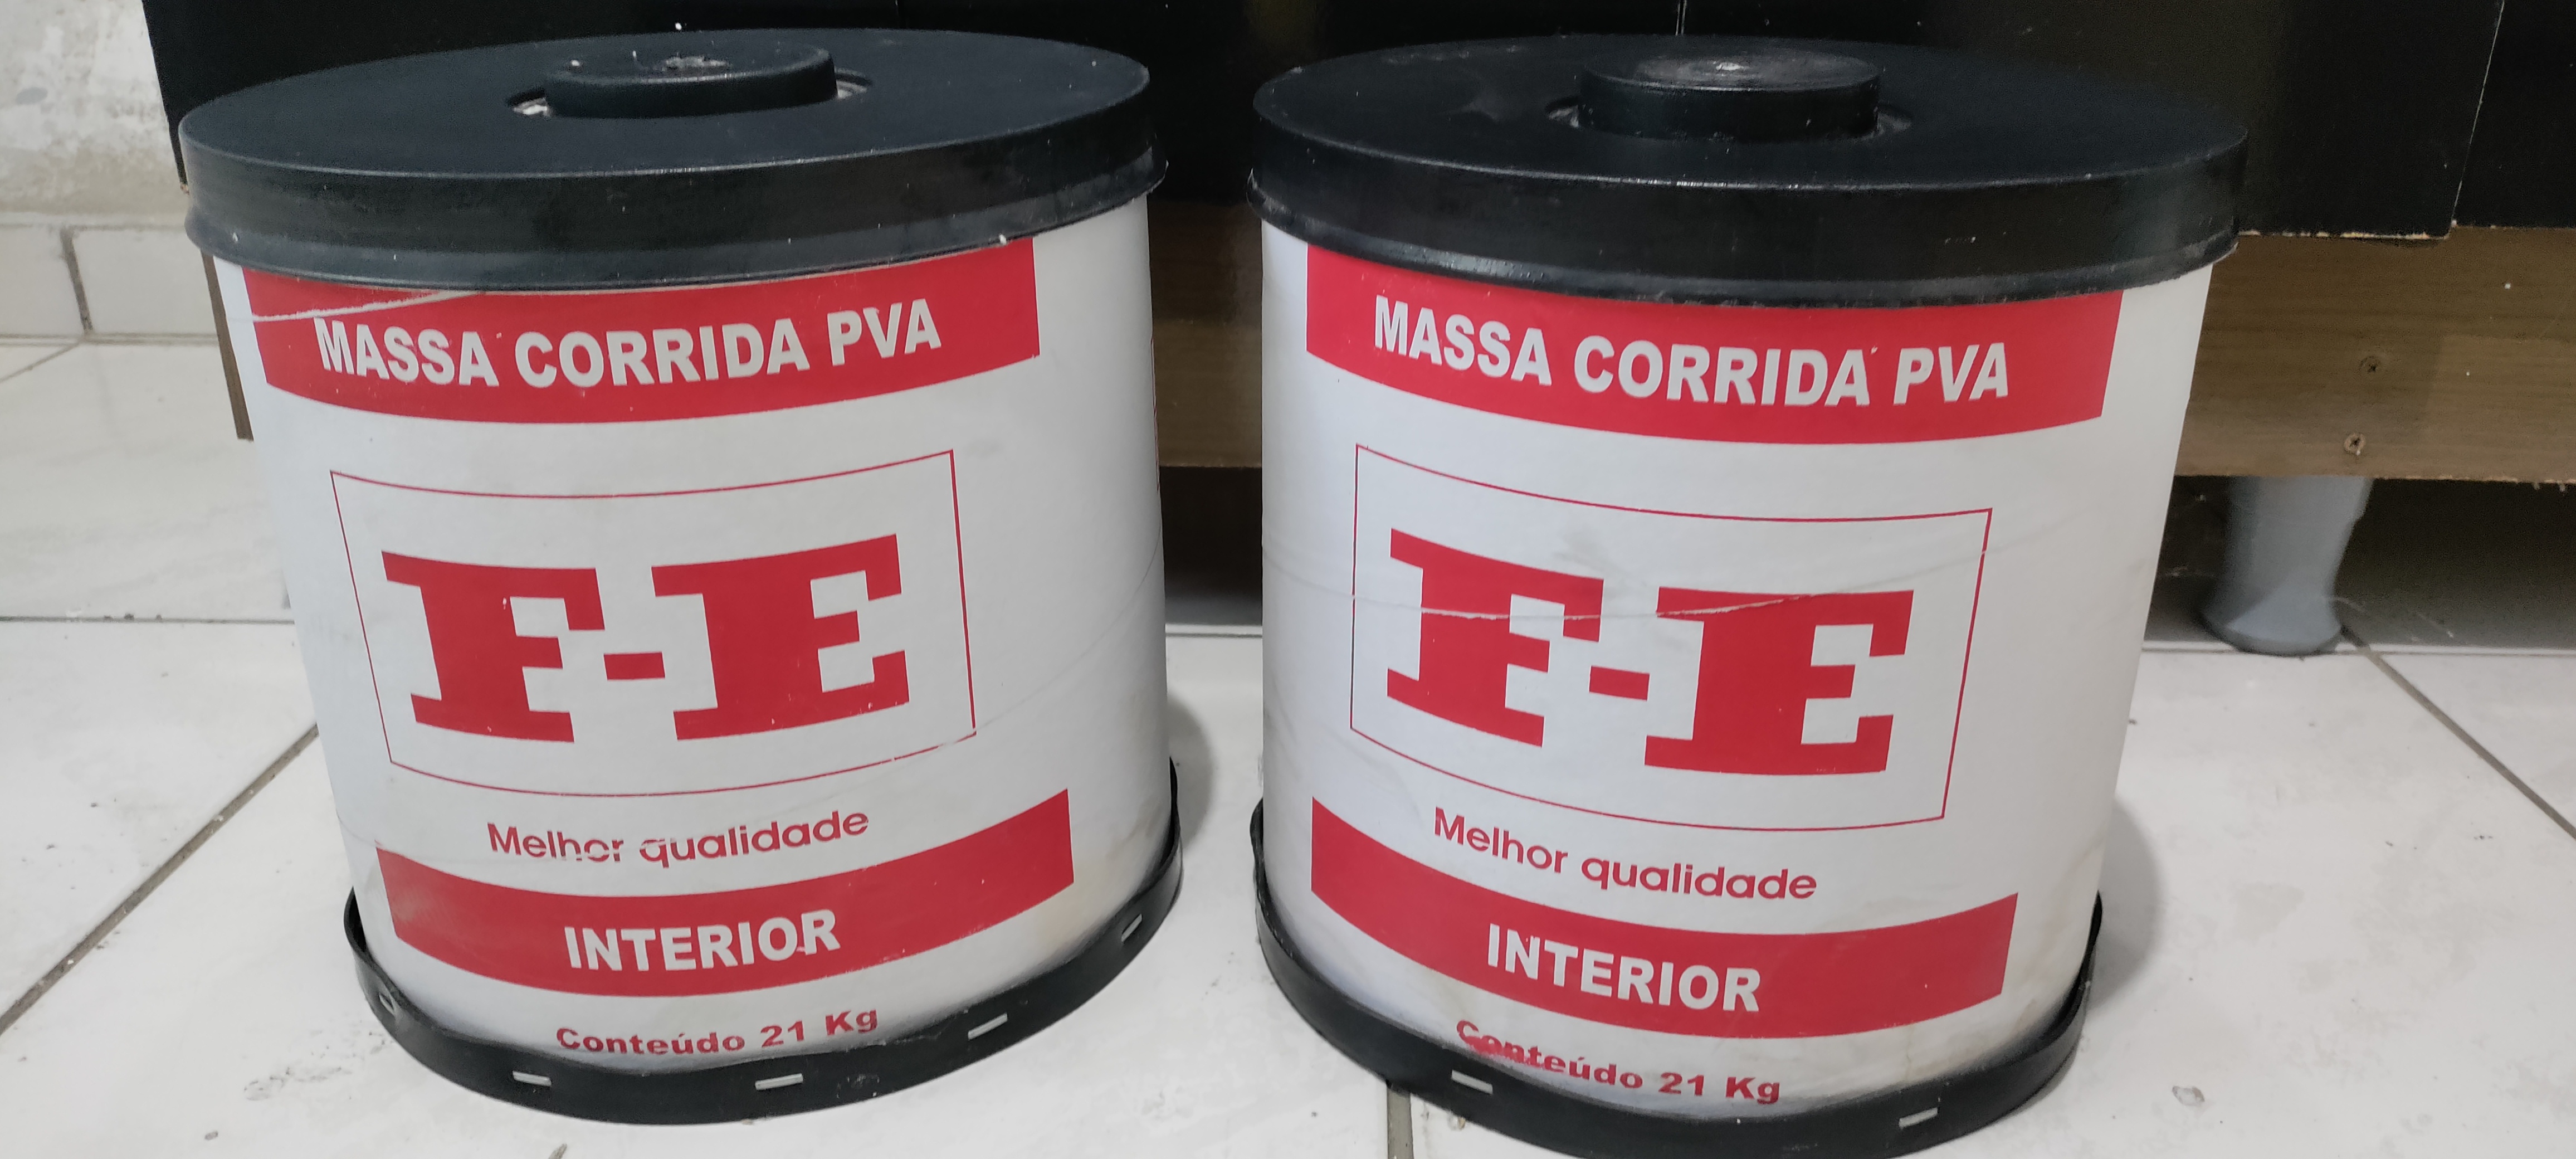 MASSA CORRIDA PVA
F-E
Melhor qualidade
INTERIOR
Conteúdo 21 Kg
MASSA CORRIDA PVA
F-E
Melhor qualidade
INTERIOR
Conteúdo 21 Kg